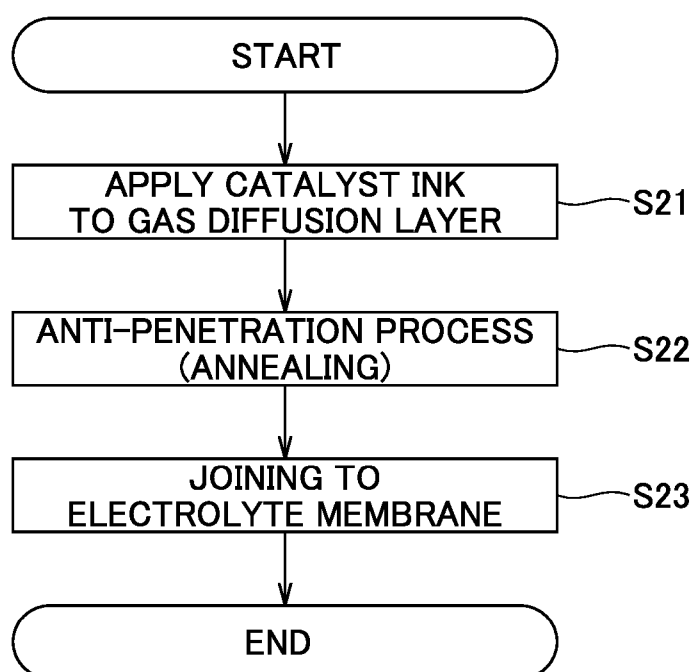 START
APPLY CATALYST INK
TO GAS DIFFUSION LAYER
S21
ANTI-PENETRATION PROCESS
(ANNEALING)
S22
JOINING TO
ELECTROLYTE MEMBRANE
S23
END